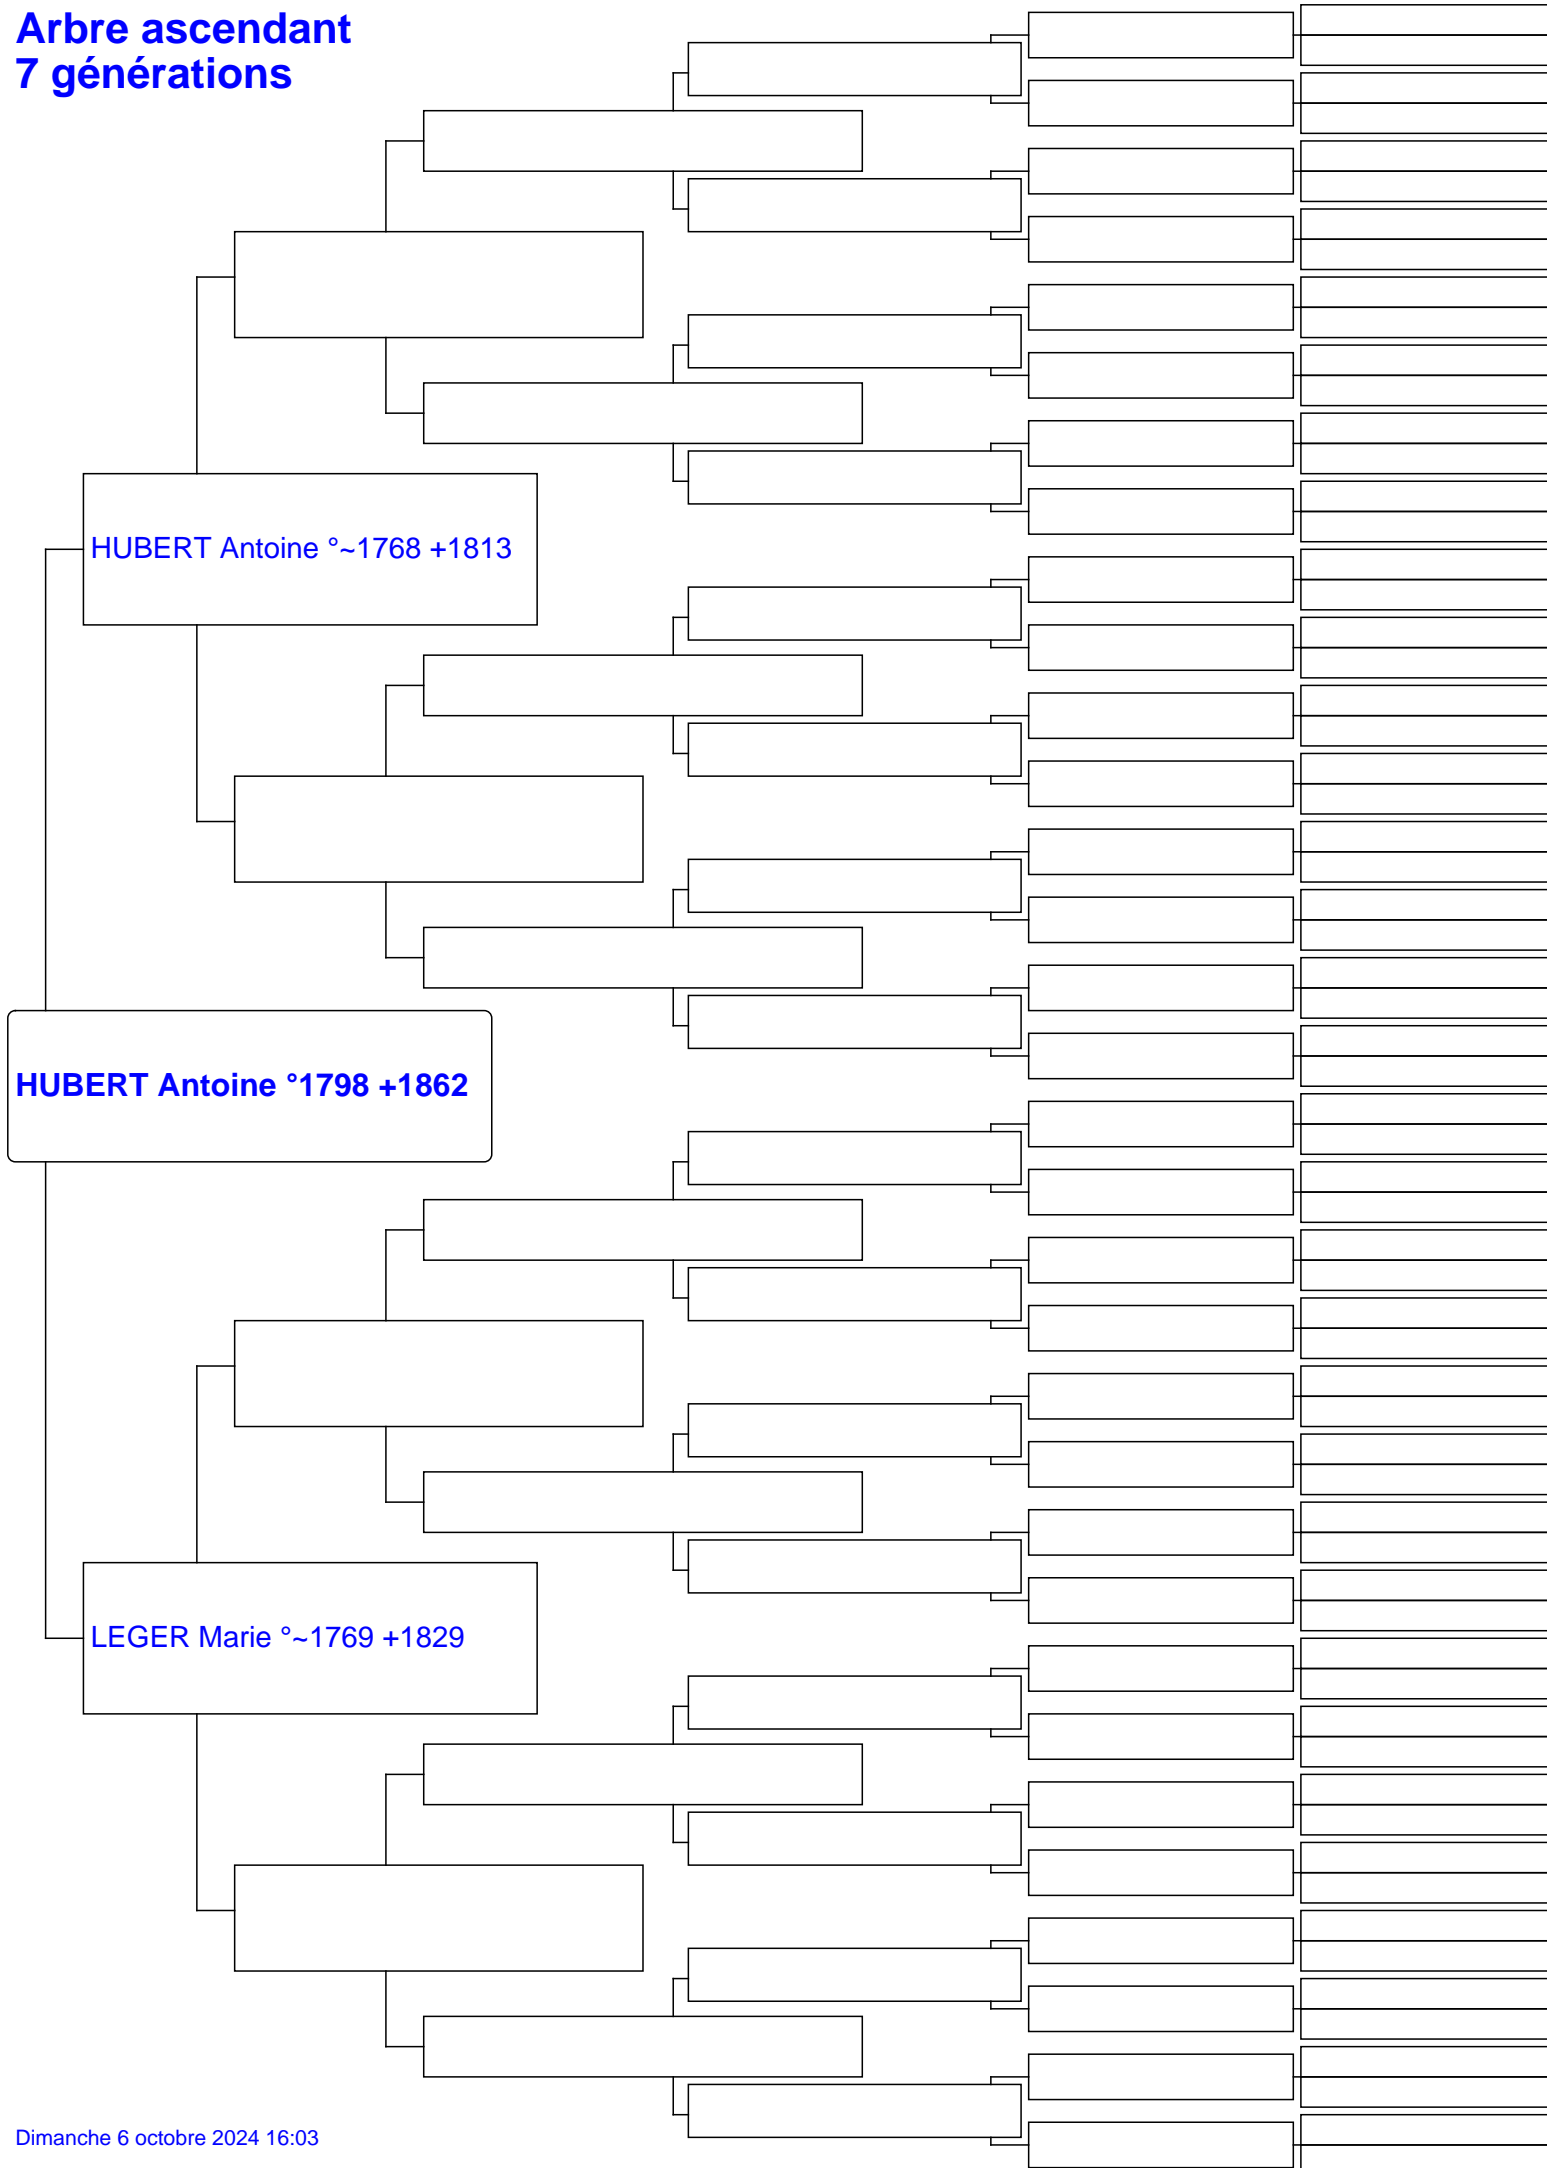 Arbre ascendant
7 générations
HUBERT Antoine °~1768 +1813
HUBERT Antoine °1798 +1862
LEGER Marie °~1769 +1829
Dimanche 6 octobre 2024 16:03